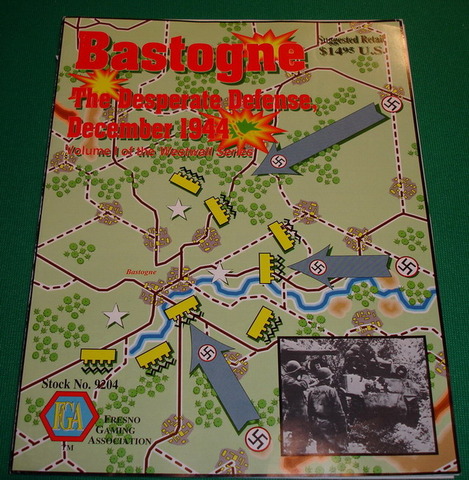 Bastogne
Suggested Retail
$14.95 U.S.
The Desperate Defense,
December 1944
Volume I of the
Series
Bastogne
Stock No. 9204
FGA
TM
FRESNO
GAMING
ASSOCIATION